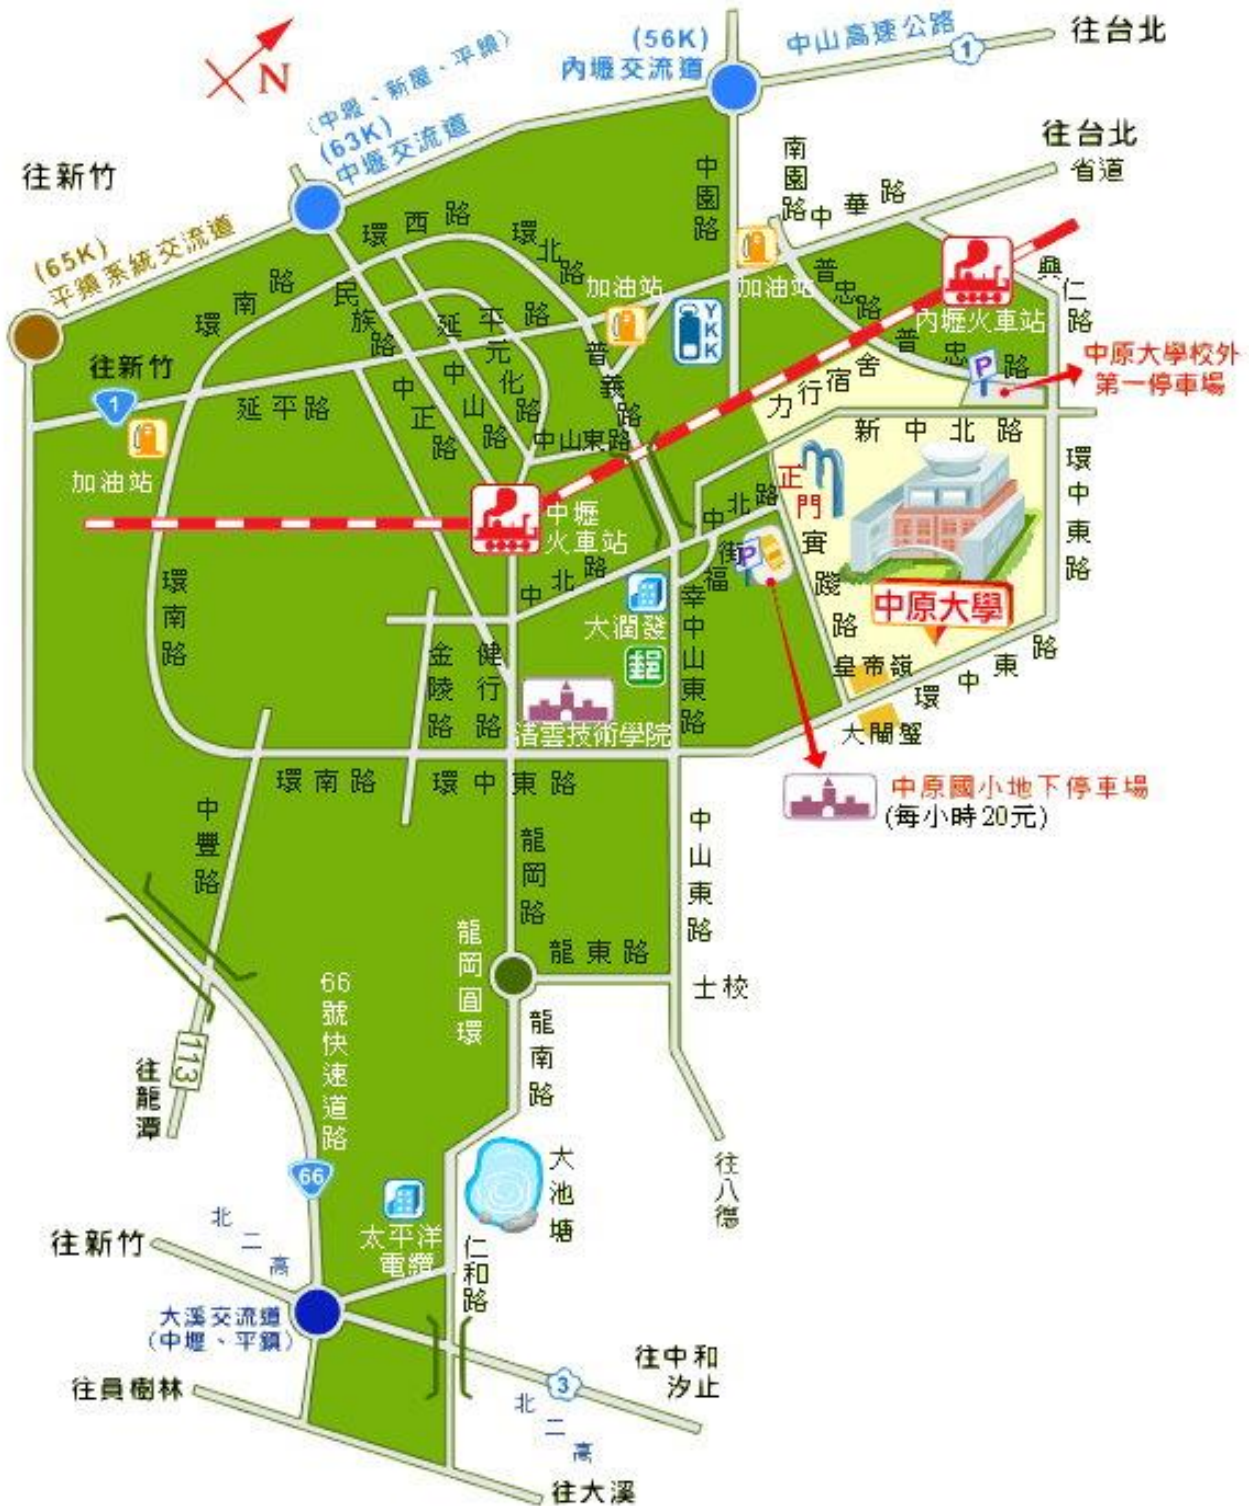 (56K)
內壢交流道
中山高速公路
1
往台北
N
(中壢、新屋、平鎮)
(63K)
中壢交流道
往新竹
(65K)
平鎮系統交流道
往台北
省道
環西路
環北路
中園路
南園路
中華路
環南路
民族路
延平路
加油站
加油站
YKK
普忠路
興仁路
內壢火車站
往新竹
1
加油站
延平路
中正路
中山路
元化路
普義路
中山東路
力行宿舍
普忠路
P
中原大學校外
第一停車場
新中北路
環中東路
正門
中壢
火車站
中北路
中北路
福街
P
實踐路
中原大學
環南路
大潤發
郵
幸
中山東路
金陵路
健行路
渚雲技術學院
皇帝嶺
環中東路
大閘蟹
環南路
環中東路
中原國小地下停車場
(每小時20元)
中豐路
龍岡路
中山東路
龍岡圓環
龍東路
士校
66號快速道路
龍南路
113
往龍潭
66
大池塘
往八德
太平洋
電纜
仁和路
北二高
往新竹
大溪交流道
(中壢、平鎮)
往員樹林
3
北二高
往中和
汐止
往大溪